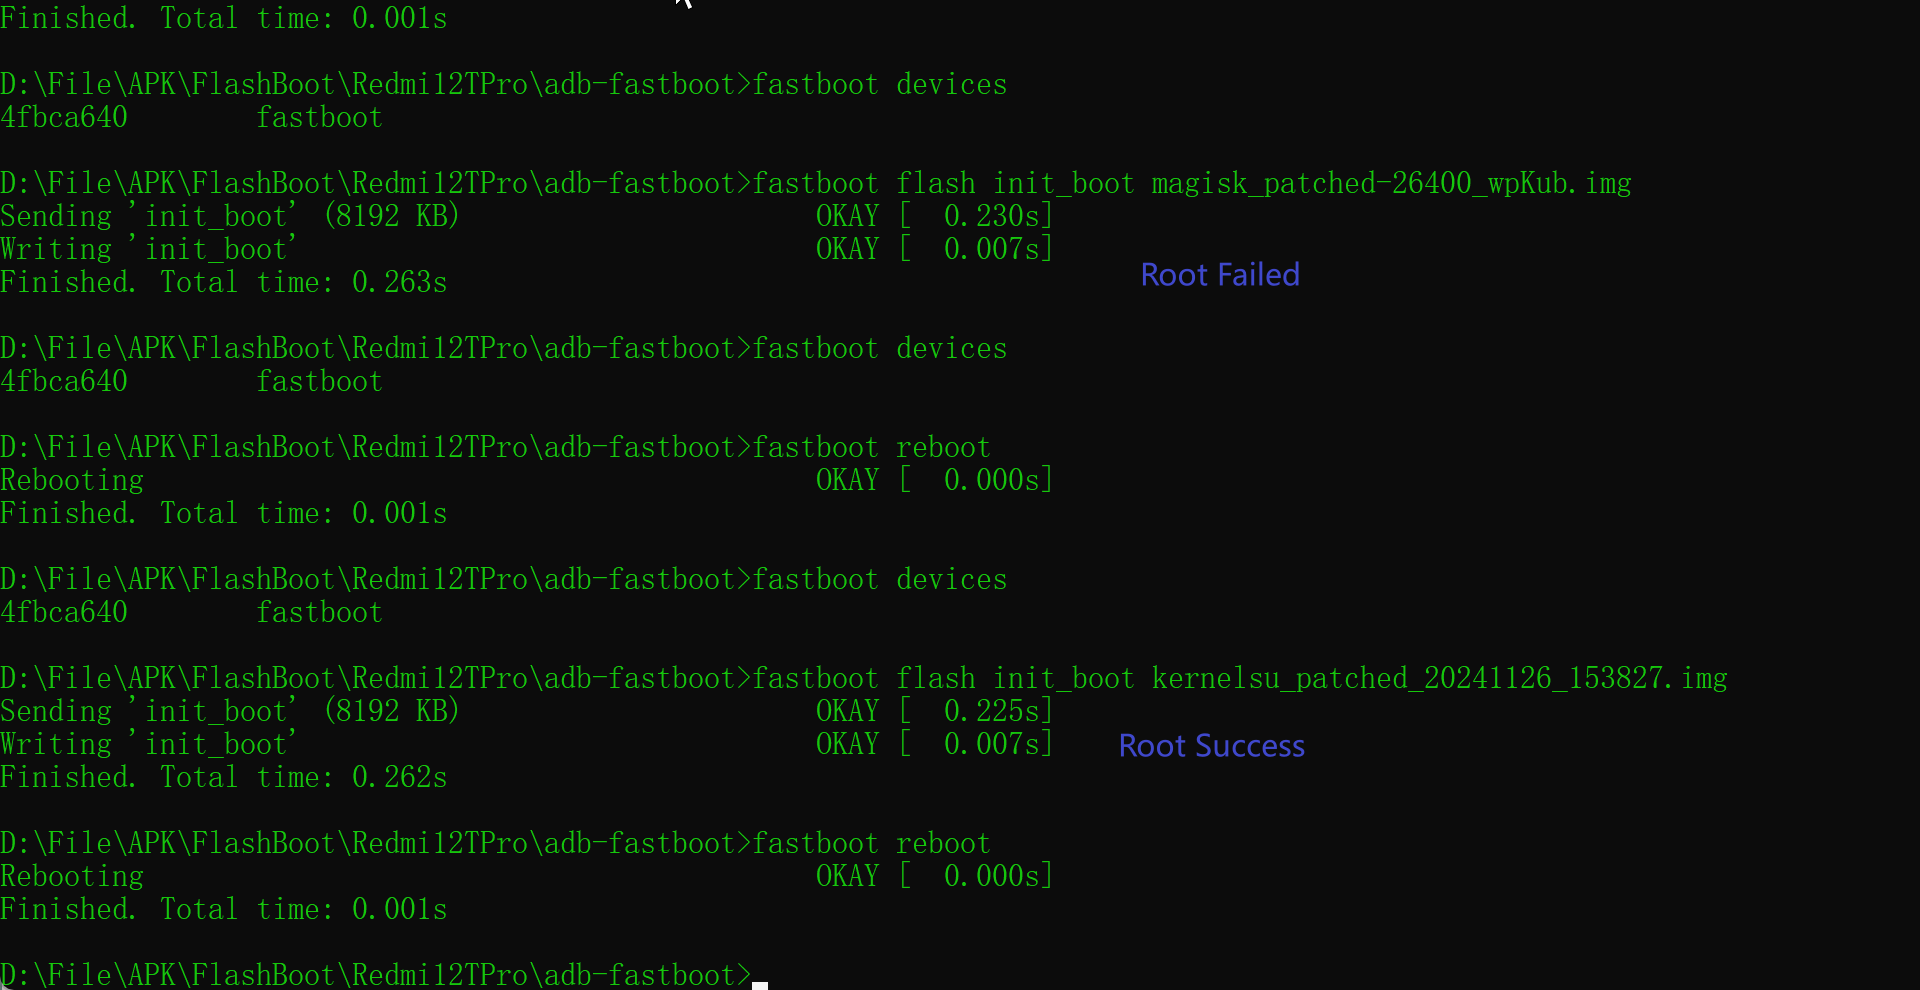 Finished. Total time: 0.001s
D:\File\APK\FlashBoot\Redmi12TPro\adb-fastboot>fastboot devices
4fbca640        fastboot
D:\File\APK\FlashBoot\Redmi12TPro\adb-fastboot>fastboot flash init_boot magisk_patched-26400_wpKub.img
Sending 'init_boot' (8192 KB)                      OKAY [  0.230s]
Writing 'init_boot'                                OKAY [  0.007s]
Root Failed
Finished. Total time: 0.263s
D:\File\APK\FlashBoot\Redmi12TPro\adb-fastboot>fastboot devices
4fbca640        fastboot
D:\File\APK\FlashBoot\Redmi12TPro\adb-fastboot>fastboot reboot
Rebooting                                          OKAY [  0.000s]
Finished. Total time: 0.001s
D:\File\APK\FlashBoot\Redmi12TPro\adb-fastboot>fastboot devices
4fbca640        fastboot
D:\File\APK\FlashBoot\Redmi12TPro\adb-fastboot>fastboot flash init_boot kernelsu_patched_20241126_153827.img
Sending 'init_boot' (8192 KB)                      OKAY [  0.225s]
Writing 'init_boot'                                OKAY [  0.007s]    Root Success
Finished. Total time: 0.262s
D:\File\APK\FlashBoot\Redmi12TPro\adb-fastboot>fastboot reboot
Rebooting                                          OKAY [  0.000s]
Finished. Total time: 0.001s
D:\File\APK\FlashBoot\Redmi12TPro\adb-fastboot>